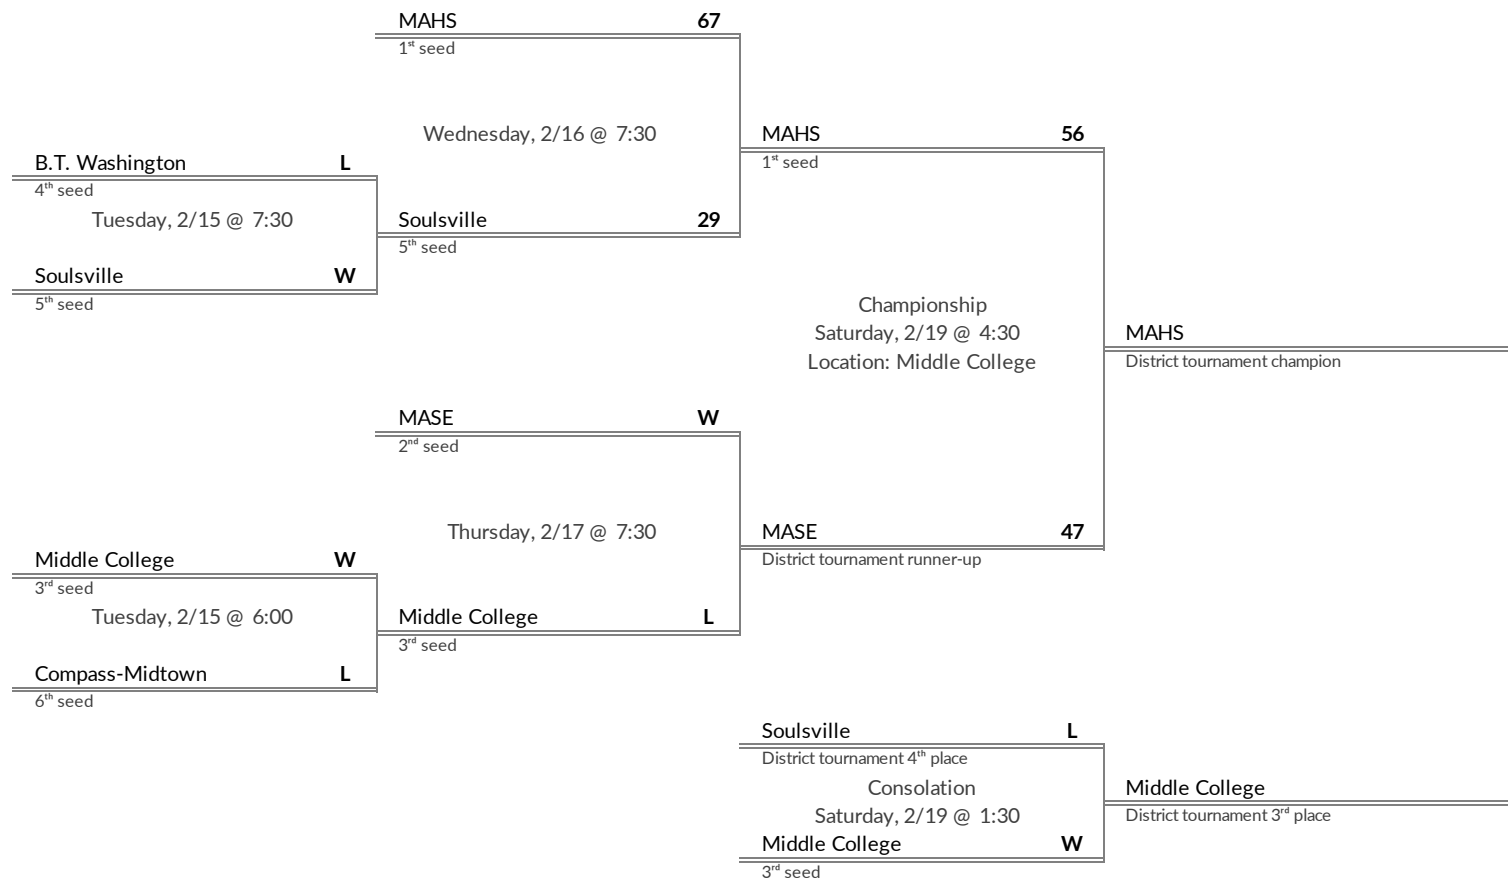 MAHS 67
1st seed
Wednesday, 2/16 @ 7:30
MAHS 56
1st seed
B.T. Washington L
4th seed
Tuesday, 2/15 @ 7:30
Soulsville 29
5th seed
Soulsville W
5th seed
Championship
Saturday, 2/19 @ 4:30
Location: Middle College
MAHS
District tournament champion
MASE W
2nd seed
Thursday, 2/17 @ 7:30
MASE 47
District tournament runner-up
Middle College W
3rd seed
Tuesday, 2/15 @ 6:00
Middle College L
3rd seed
Compass-Midtown L
6th seed
Soulsville L
District tournament 4th place
Consolation
Saturday, 2/19 @ 1:30
Middle College
District tournament 3rd place
Middle College W
3rd seed